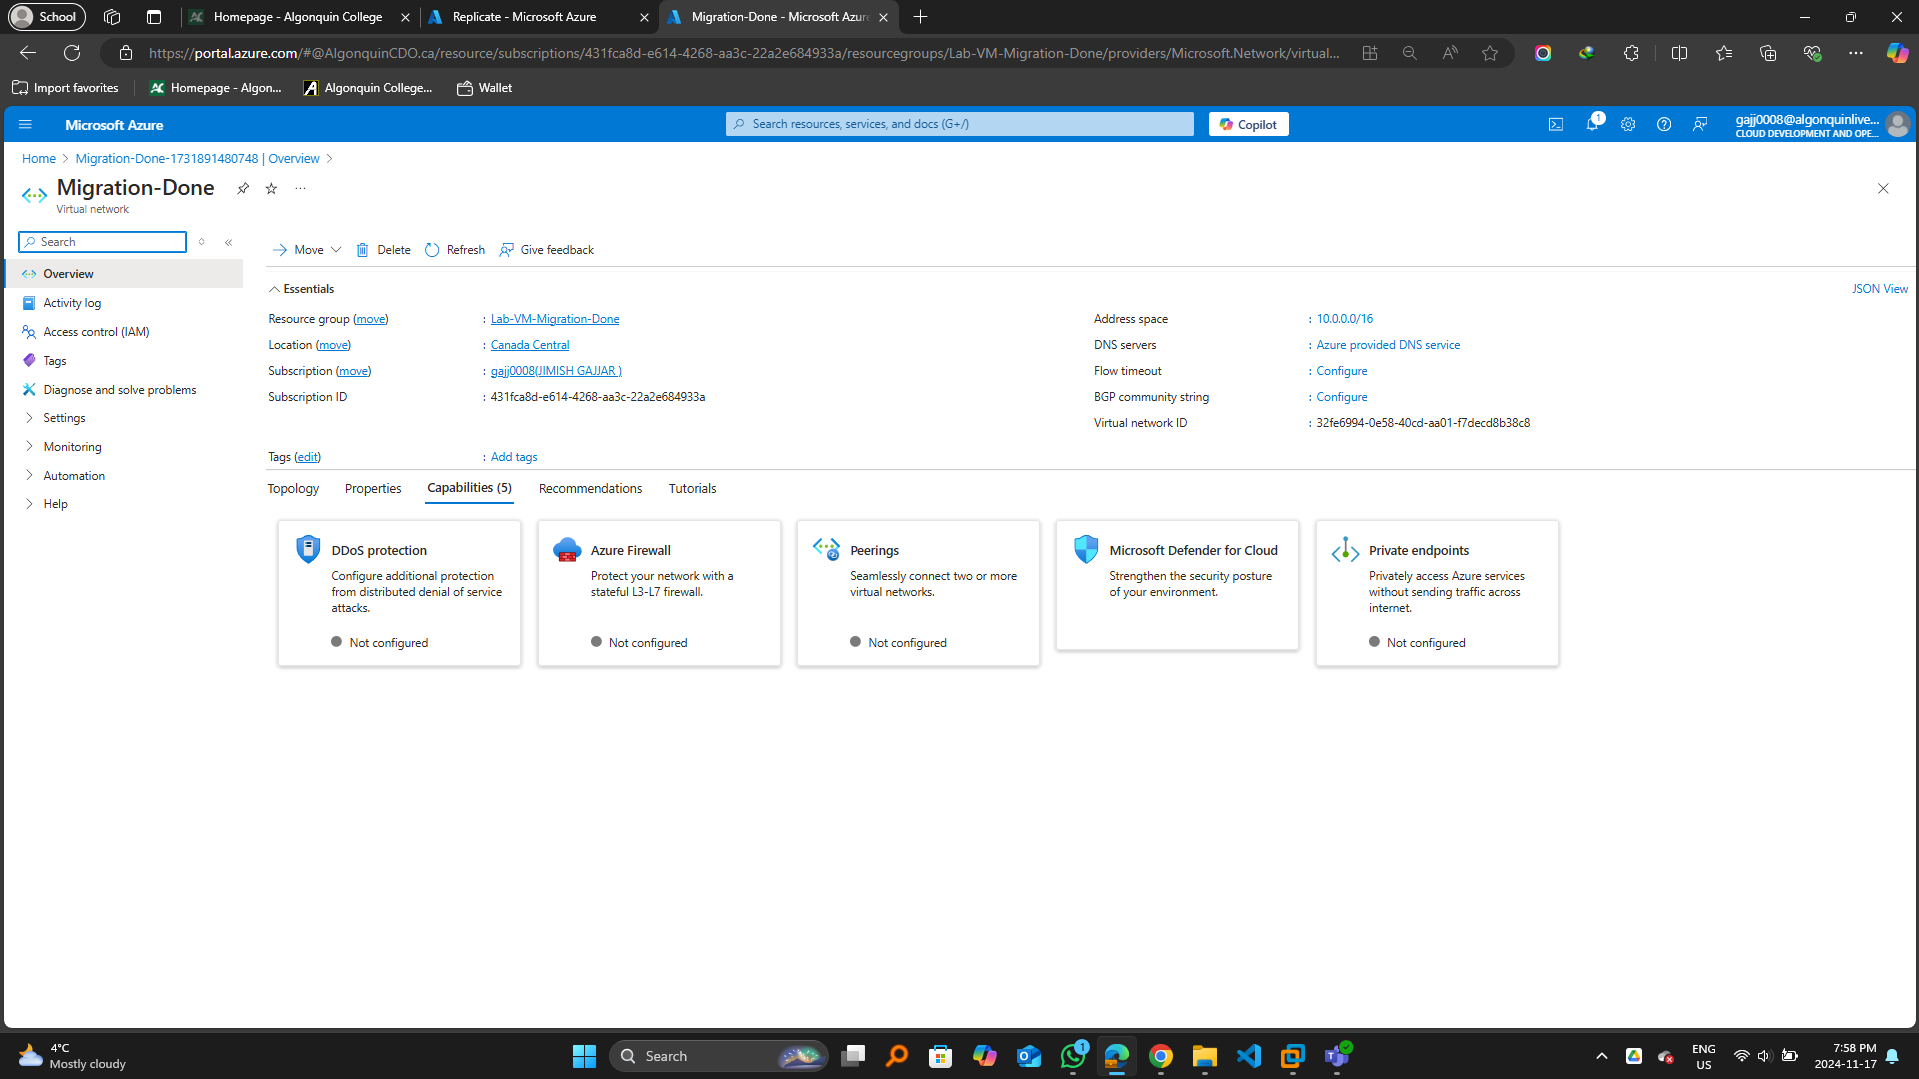 School
Homepage - Algonquin College
Replicate - Microsoft Azure
Migration-Done - Microsoft Azure
https://portal.azure.com/#@AlgonquinCDO.ca/resource/subscriptions/431fca8d-e614-4268-aa3c-22a2e684933a/resourcegroups/Lab-VM-Migration-Done/providers/Microsoft.Network/virtual...
Import favorites
Homepage - Algon...
Algonquin College...
Wallet
Microsoft Azure
Search resources, services, and docs (G+/)
Copilot
1
gajj0008@algonquinlive...
CLOUD DEVELOPMENT AND OPE...
Home > Migration-Done-1731891480748 | Overview >
Migration-Done
Virtual network
Search
Overview
Activity log
Access control (IAM)
Tags
Diagnose and solve problems
Settings
Monitoring
Automation
Help
Move
Delete
Refresh
Give feedback
Essentials
JSON View
Resource group (move) : Lab-VM-Migration-Done
Location (move) : Canada Central
Subscription (move) : gajj0008(JIMISH GAJJAR )
Subscription ID : 431fca8d-e614-4268-aa3c-22a2e684933a
Address space : 10.0.0.0/16
DNS servers : Azure provided DNS service
Flow timeout : Configure
BGP community string : Configure
Virtual network ID : 32fe6994-0e58-40cd-aa01-f7decd8b38c8
Tags (edit) : Add tags
Topology
Properties
Capabilities (5)
Recommendations
Tutorials
DDoS protection
Configure additional protection
from distributed denial of service
attacks.
Not configured
Azure Firewall
Protect your network with a
stateful L3-L7 firewall.
Not configured
Peerings
Seamlessly connect two or more
virtual networks.
Not configured
Microsoft Defender for Cloud
Strengthen the security posture
of your environment.
Private endpoints
Privately access Azure services
without sending traffic across
internet.
Not configured
4°C
Mostly cloudy
Search
1
ENG
US
7:58 PM
2024-11-17